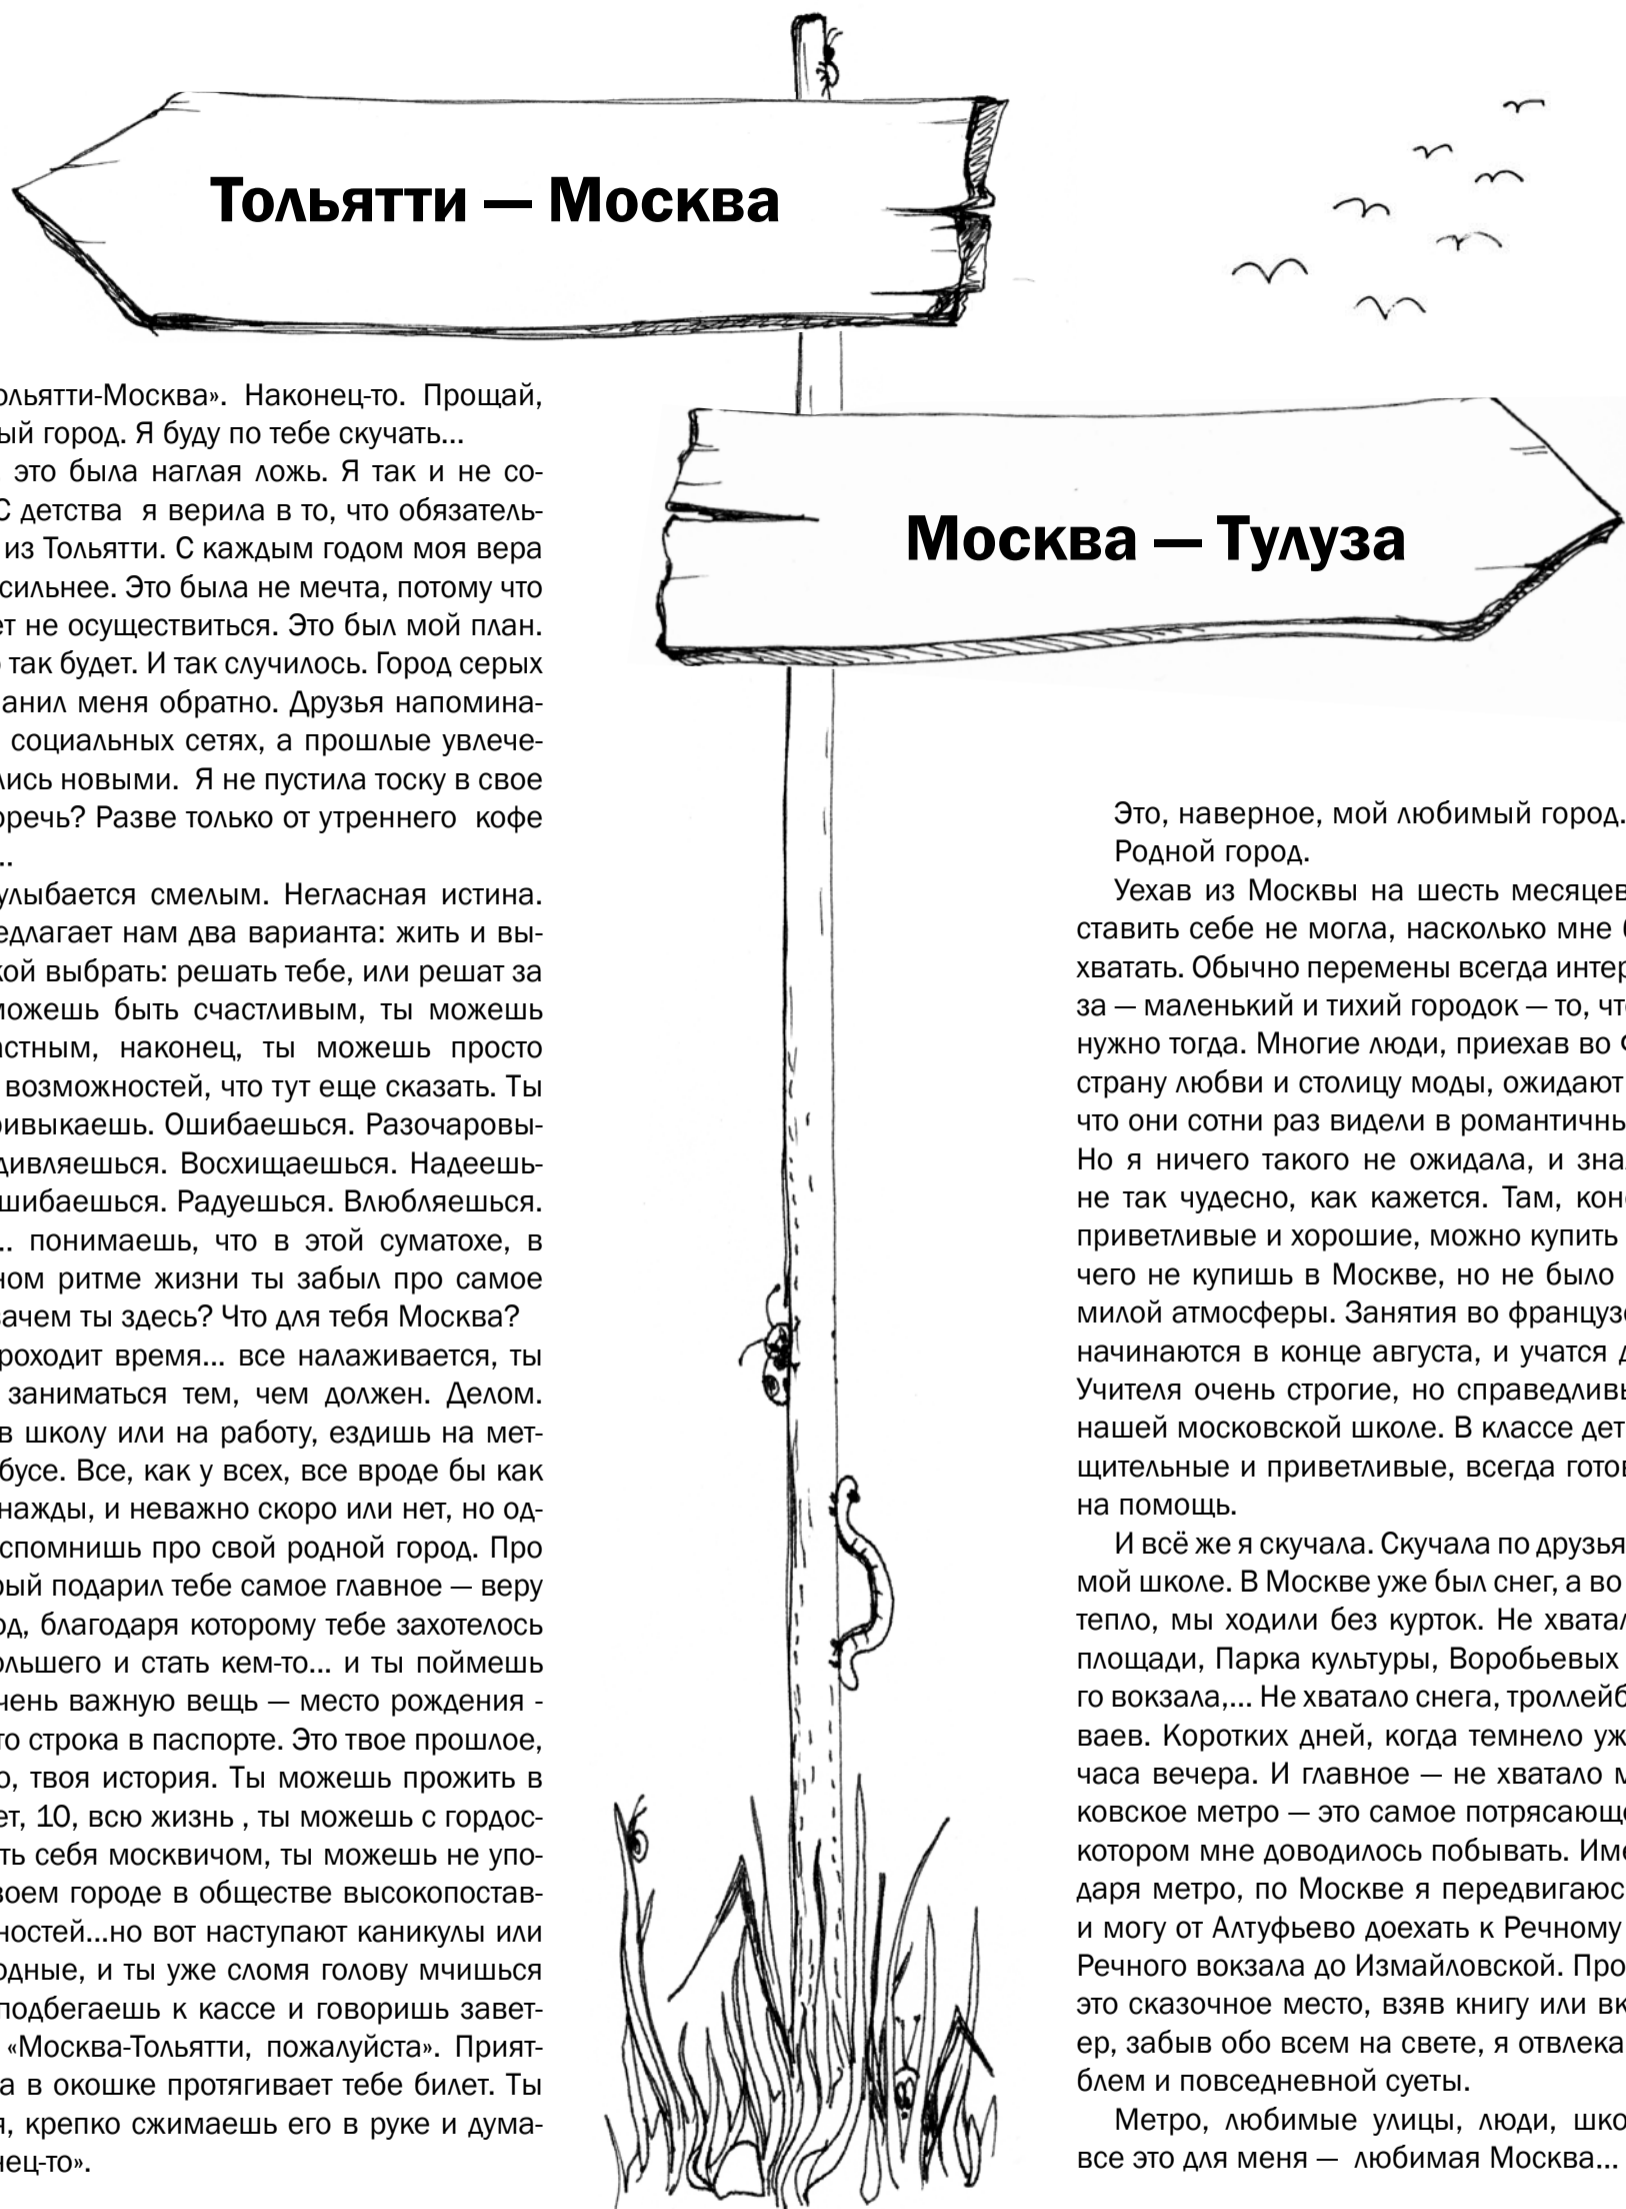 Тольятти — Москва
ольятти-Москва». Наконец-то. Прощай,
ый город. Я буду по тебе скучать...
это была наглая ложь. Я так и не со-
С детства я верила в то, что обязатель-
из Тольятти. С каждым годом моя вера
сильнее. Это была не мечта, потому что
ет не осуществиться. Это был мой план.
о так будет. И так случилось. Город серых
анил меня обратно. Друзья напомина-
социальных сетях, а прошлые увлече-
лись новыми. Я не пустила тоску в свое
оречь? Разве только от утреннего кофе
...
улыбается смелым. Негласная истина.
едлагает нам два варианта: жить и вы-
кой выбрать: решать тебе, или решат за
можешь быть счастливым, ты можешь
астным, наконец, ты можешь просто
возможностей, что тут еще сказать. Ты
ривыкаешь. Ошибаешься. Разочаровы-
дивляешься. Восхищаешься. Надеешь-
шибаешься. Радуешься. Влюбляешься.
... понимаешь, что в этой суматохе, в
ном ритме жизни ты забыл про самое
зачем ты здесь? Что для тебя Москва?
роходит время... все налаживается, ты
заниматься тем, чем должен. Делом.
в школу или на работу, ездишь на мет-
бусе. Все, как у всех, все вроде бы как
нажды, и неважно скоро или нет, но од-
спомнишь про свой родной город. Про
рый подарил тебе самое главное — веру
од, благодаря которому тебе захотелось
ольшего и стать кем-то... и ты поймешь
чень важную вещь — место рождения -
то строка в паспорте. Это твое прошлое,
о, твоя история. Ты можешь прожить в
ет, 10, всю жизнь , ты можешь с гордос-
ть себя москвичом, ты можешь не упо-
воем городе в обществе высокопостав-
ностей...но вот наступают каникулы или
одные, и ты уже сломя голову мчишься
подбегаешь к кассе и говоришь завет-
«Москва-Тольятти, пожалуйста». Прият-
а в окошке протягивает тебе билет. Ты
я, крепко сжимаешь его в руке и дума-
нец-то».
Москва — Тулуза
Это, наверное, мой любимый город.
Родной город.
Уехав из Москвы на шесть месяцев
ставить себе не могла, насколько мне б
хватать. Обычно перемены всегда интер
за — маленький и тихий городок — то, чт
нужно тогда. Многие люди, приехав во Ф
страну любви и столицу моды, ожидают
что они сотни раз видели в романтичны
Но я ничего такого не ожидала, и зна
не так чудесно, как кажется. Там, кон
приветливые и хорошие, можно купить
чего не купишь в Москве, но не было
милой атмосферы. Занятия во француз
начинаются в конце августа, и учатся д
Учителя очень строгие, но справедливы
нашей московской школе. В классе дет
щительные и приветливые, всегда гото
на помощь.
И всё же я скучала. Скучала по друзья
мой школе. В Москве уже был снег, а во
тепло, мы ходили без курток. Не хватал
площади, Парка культуры, Воробьевых
го вокзала,... Не хватало снега, троллейб
ваев. Коротких дней, когда темнело уж
часа вечера. И главное — не хватало м
ковское метро — это самое потрясающе
котором мне доводилось побывать. Име
даря метро, по Москве я передвигаюс
и могу от Алтуфьево доехать к Речному
Речного вокзала до Измайловской. Про
это сказочное место, взяв книгу или вк
ер, забыв обо всем на свете, я отвлека
блем и повседневной суеты.
Метро, любимые улицы, люди, шко
все это для меня — любимая Москва...